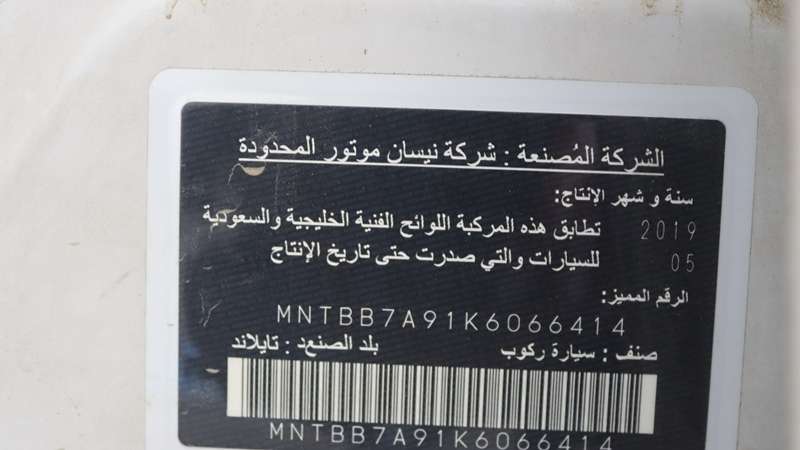 الشركة المُصنعة : شركة نيسان موتور المحدودة
سنة و شهر الإنتاج:
2019 تطابق هذه المركبة اللوائح الفنية الخليجية والسعودية
05 للسيارات والتي صدرت حتى تاريخ الإنتاج
الرقم المميز:
MNTBB7A91K6066414
صنف : سيارة ركوب بلد الصنعد : تايلاند
MNTBB7A91K6066414